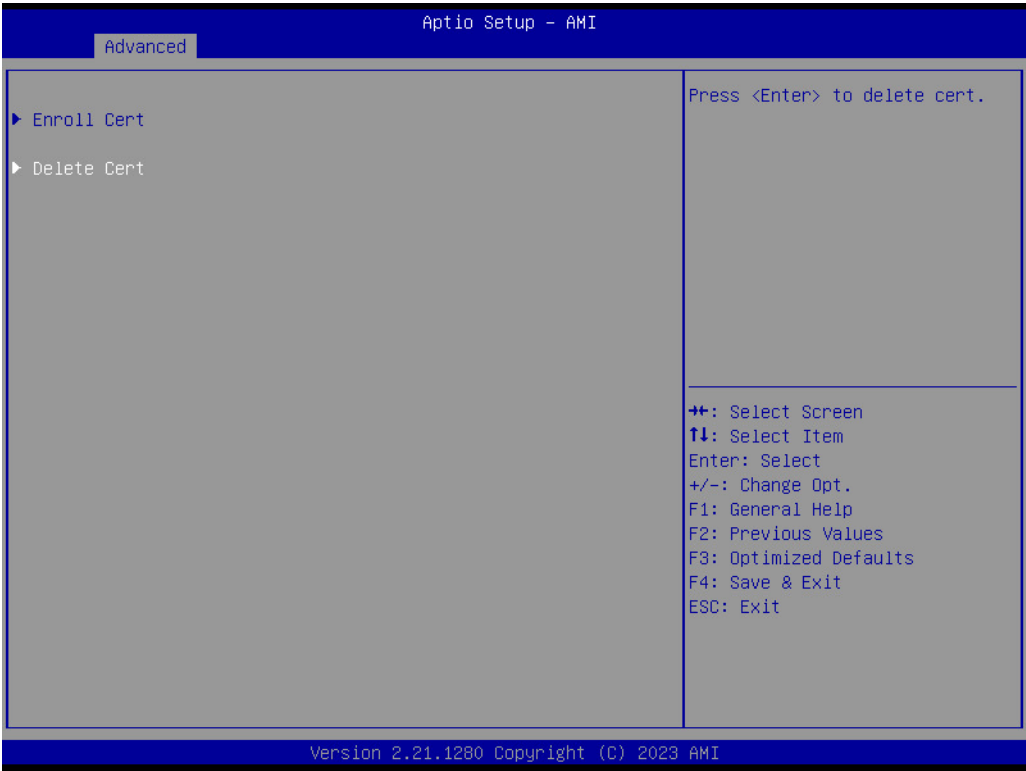 Aptio Setup - AMI
Advanced
Enroll Cert
Delete Cert
Press <Enter> to delete cert.
→←: Select Screen
↑↓: Select Item
Enter: Select
+/-: Change Opt.
F1: General Help
F2: Previous Values
F3: Optimized Defaults
F4: Save & Exit
ESC: Exit
Version 2.21.1280 Copyright (C) 2023 AMI